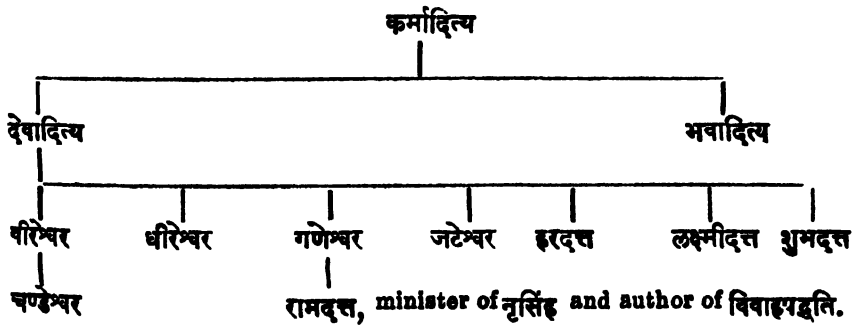 कर्मादित्य
देवादित्य भवादित्य
वीरेश्वर धीरेश्वर गणेश्वर जटेश्वर हरदत्त लक्ष्मीदत्त शुभदत्त
चण्डेश्वर रामदत्त, minister of नृसिंह and author of विवाहपद्धति.